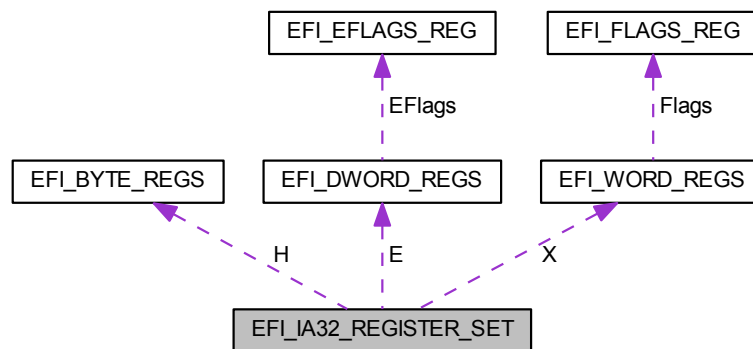 EFI_EFLAGS_REG
EFI_FLAGS_REG
EFlags
Flags
EFI_BYTE_REGS
EFI_DWORD_REGS
EFI_WORD_REGS
H
E
X
EFI_IA32_REGISTER_SET